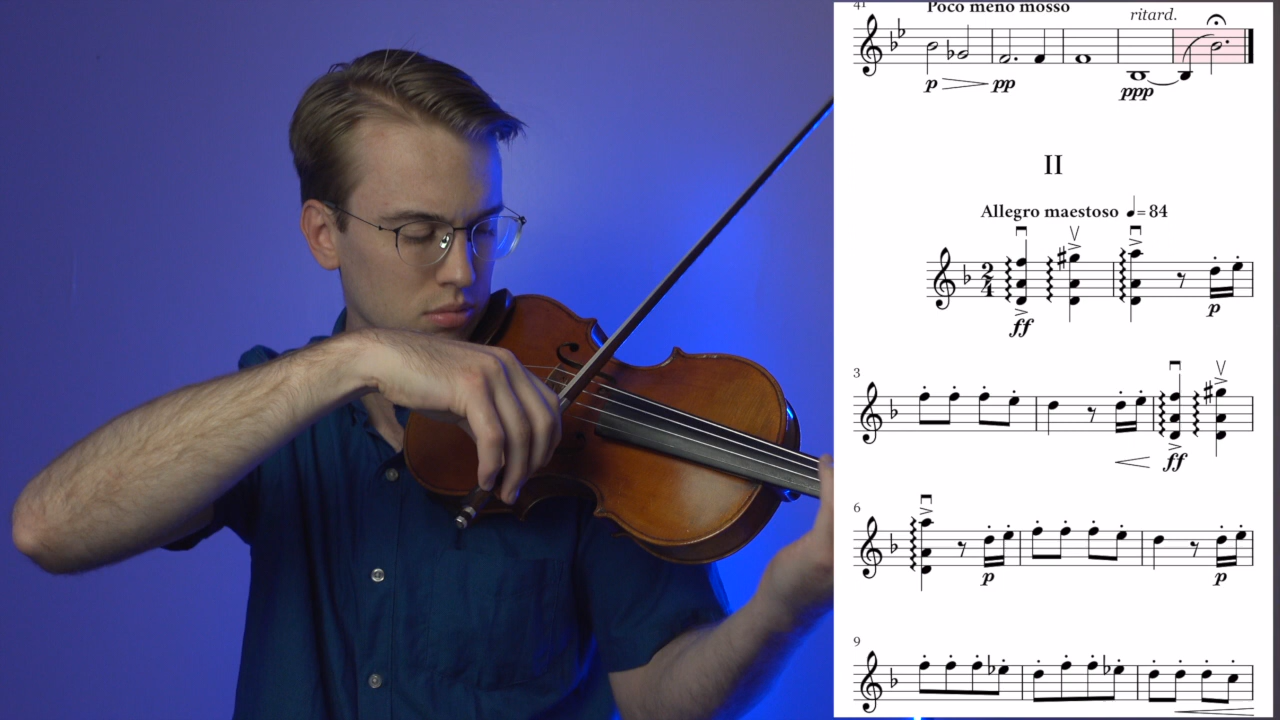 41 Poco meno mosso ritard.
p pp ppp
II
Allegro maestoso ♩= 84
2
4
ff p
3
ff
6
p p
9